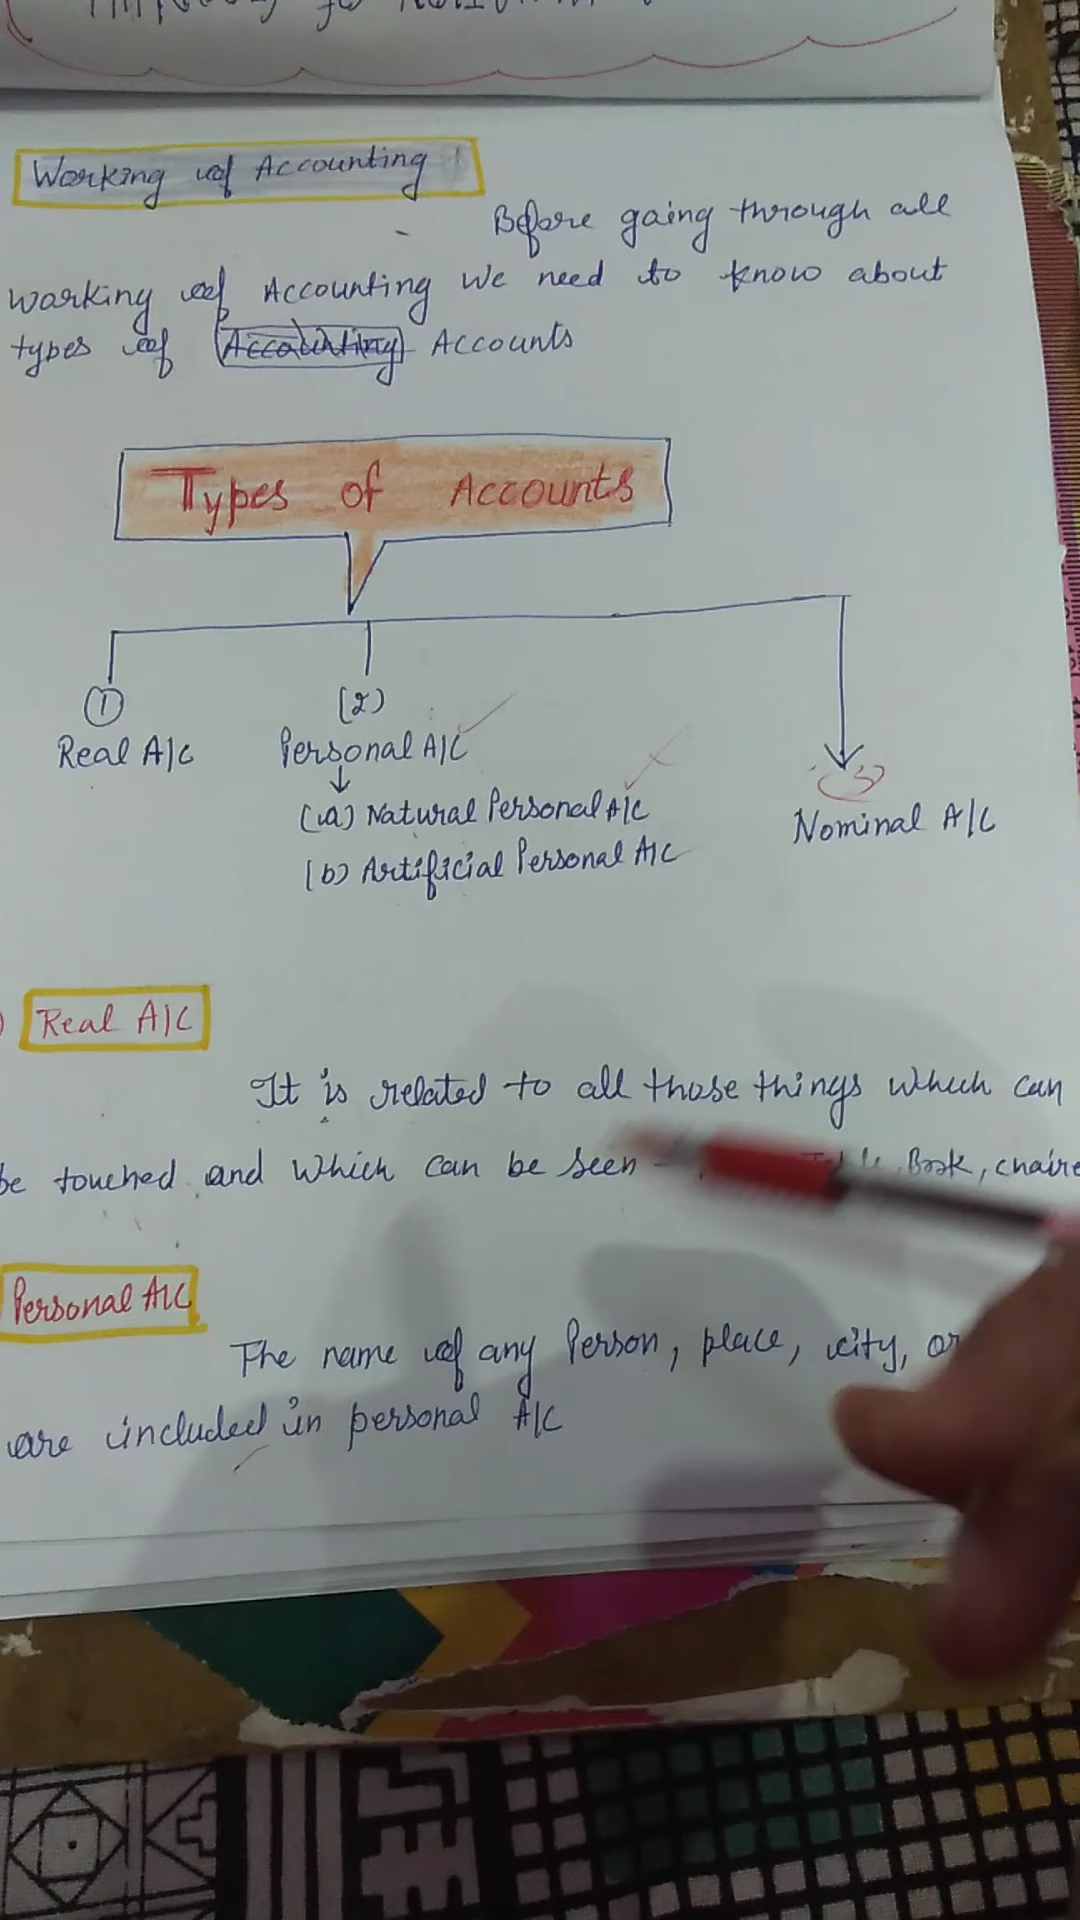 Working of Accounting
Before going through all
working of Accounting We need to know about
types of Accounting Accounts
Types of Accounts
(1)
(2)
(3)
Real A/C
Personal A/C
Nominal A/C
(a) Natural Personal A/C
(b) Artificial Personal A/C
Real A/C
It is related to all those things which can
be touched and which can be seen Book, chaire
Personal A/C
The name of any Person, place, city, or
are included in personal A/C